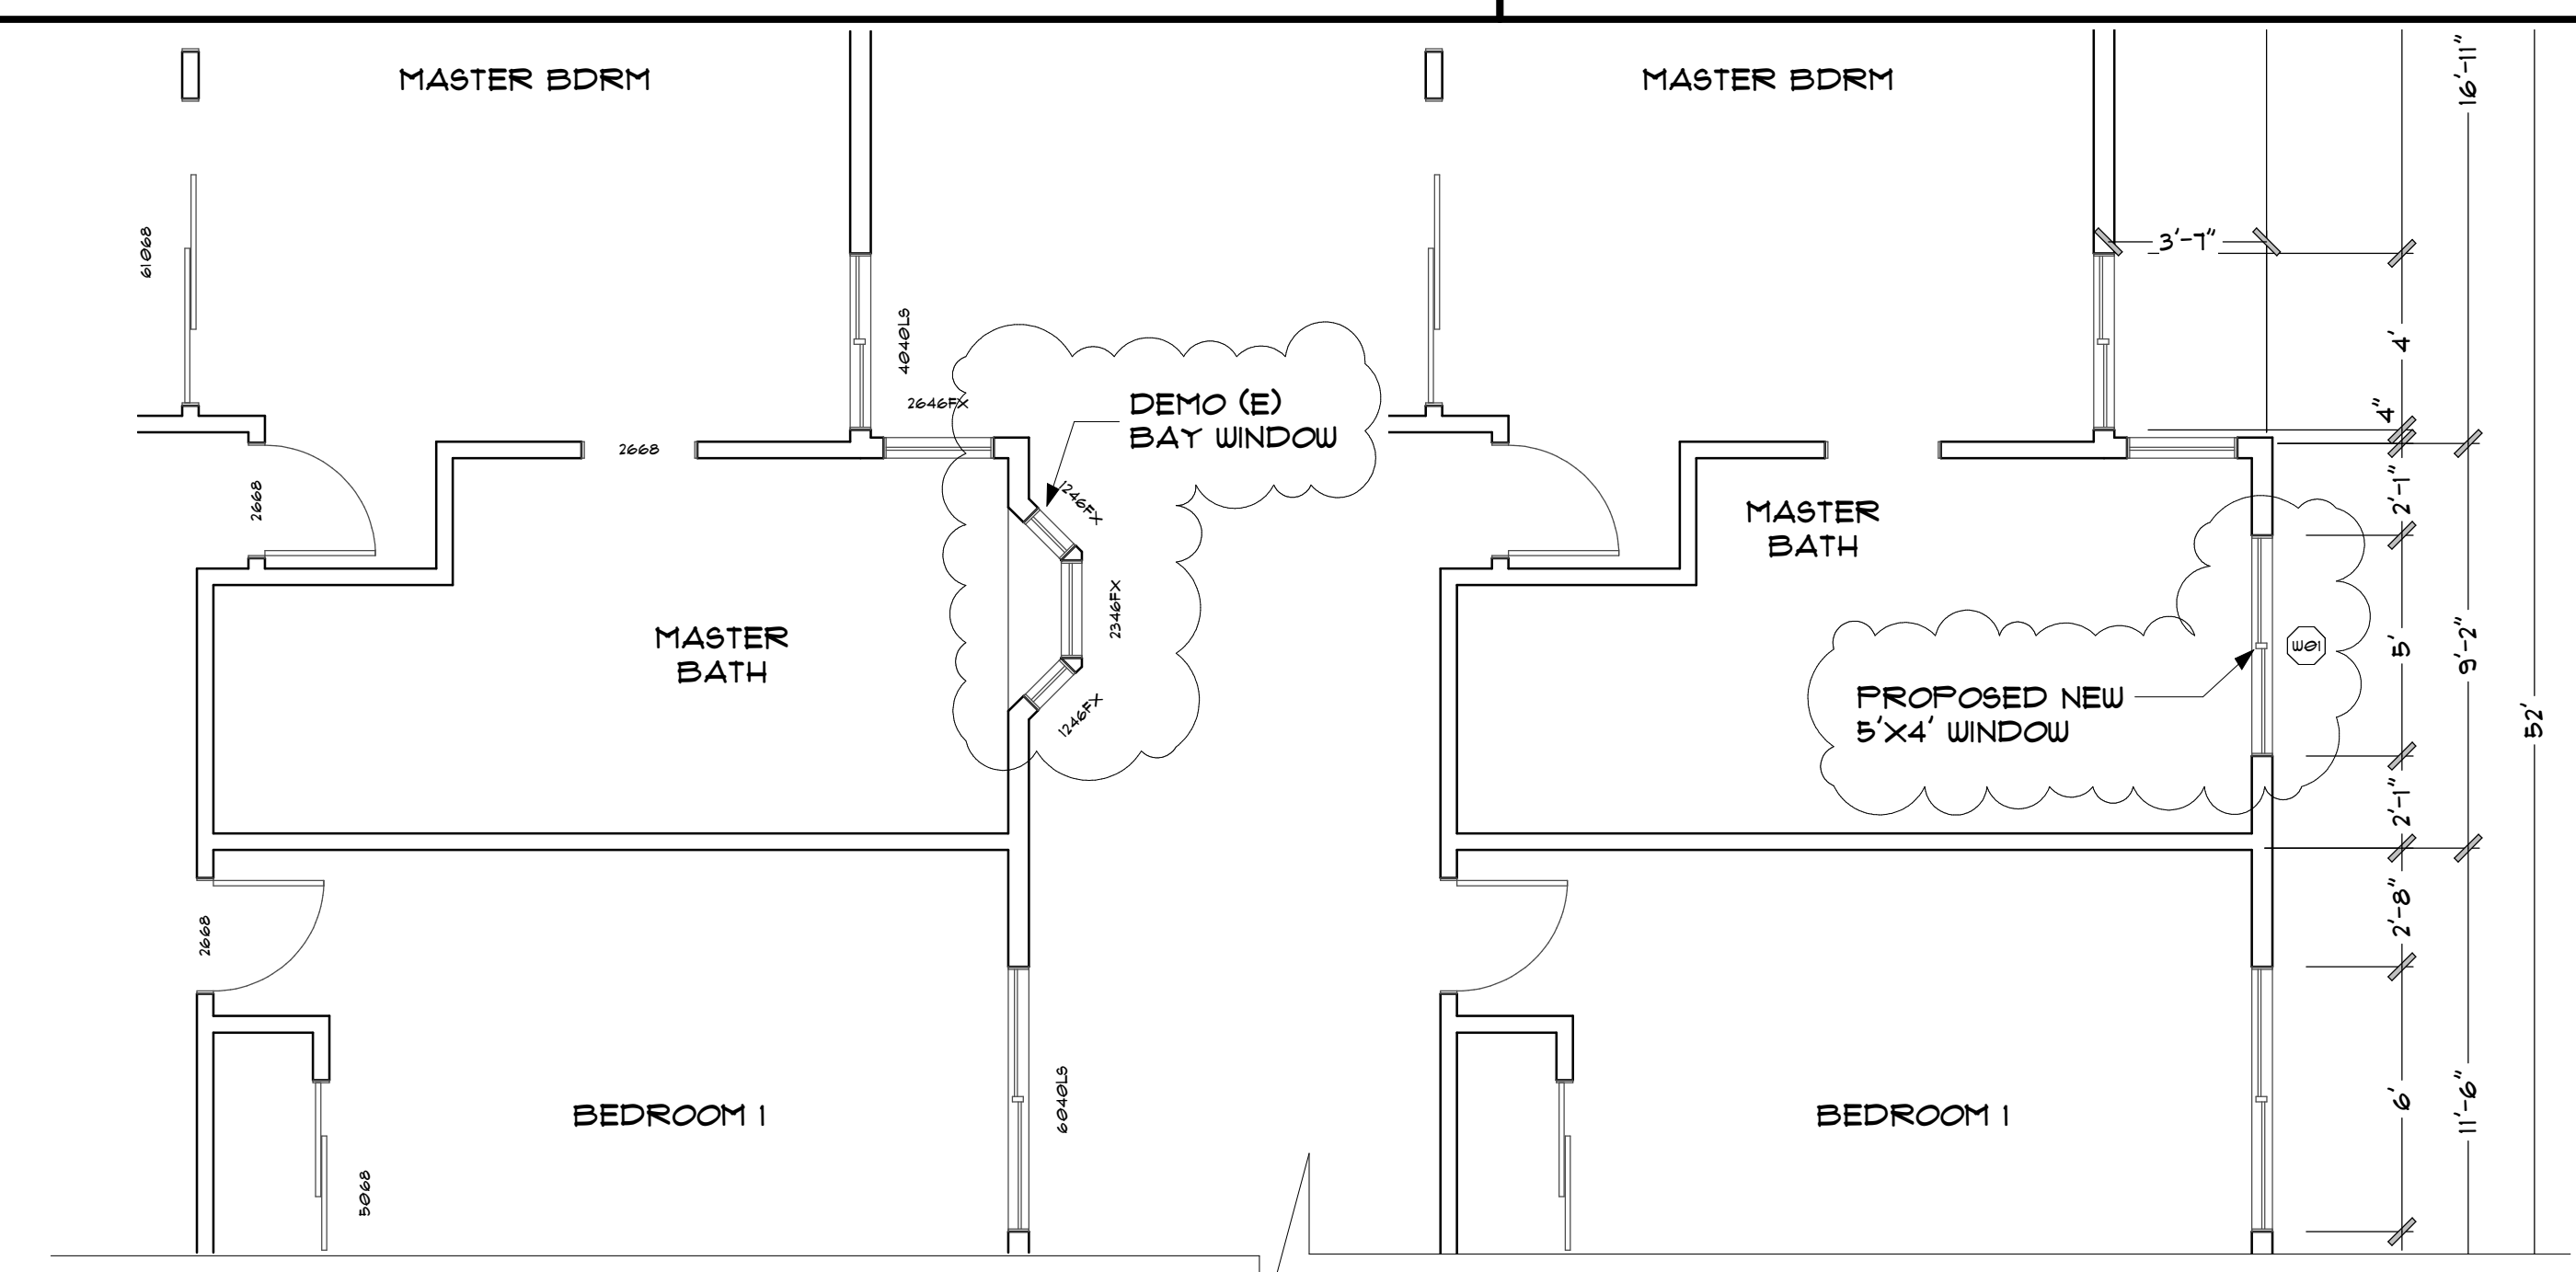 MASTER BDRM
61068
4040LS
2646FX
DEMO (E)
BAY WINDOW
2668
2668
1246FX
2346FX
1246FX
MASTER
BATH
2668
BEDROOM 1
6040LS
5068
MASTER BDRM
3'-7"
16'-11"
4'
4"
2'-1"
MASTER
BATH
W01
5'
9'-2"
PROPOSED NEW
5'X4' WINDOW
52'
2'-1"
2'-8"
BEDROOM 1
6'
11'-6"